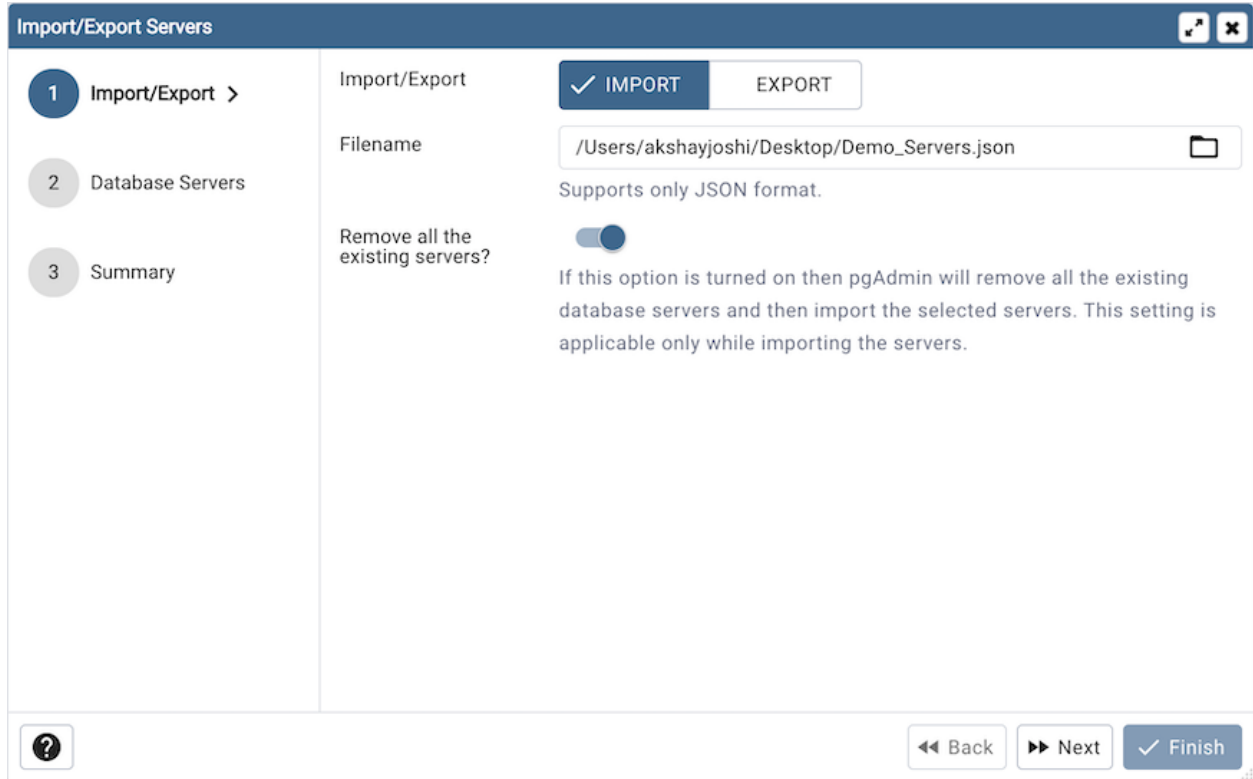 Import/Export Servers
1 Import/Export
2 Database Servers
3 Summary
Import/Export
IMPORT EXPORT
Filename
/Users/akshayjoshi/Desktop/Demo_Servers.json
Supports only JSON format.
Remove all the
existing servers?
If this option is turned on then pgAdmin will remove all the existing
database servers and then import the selected servers. This setting is
applicable only while importing the servers.
? Back Next Finish